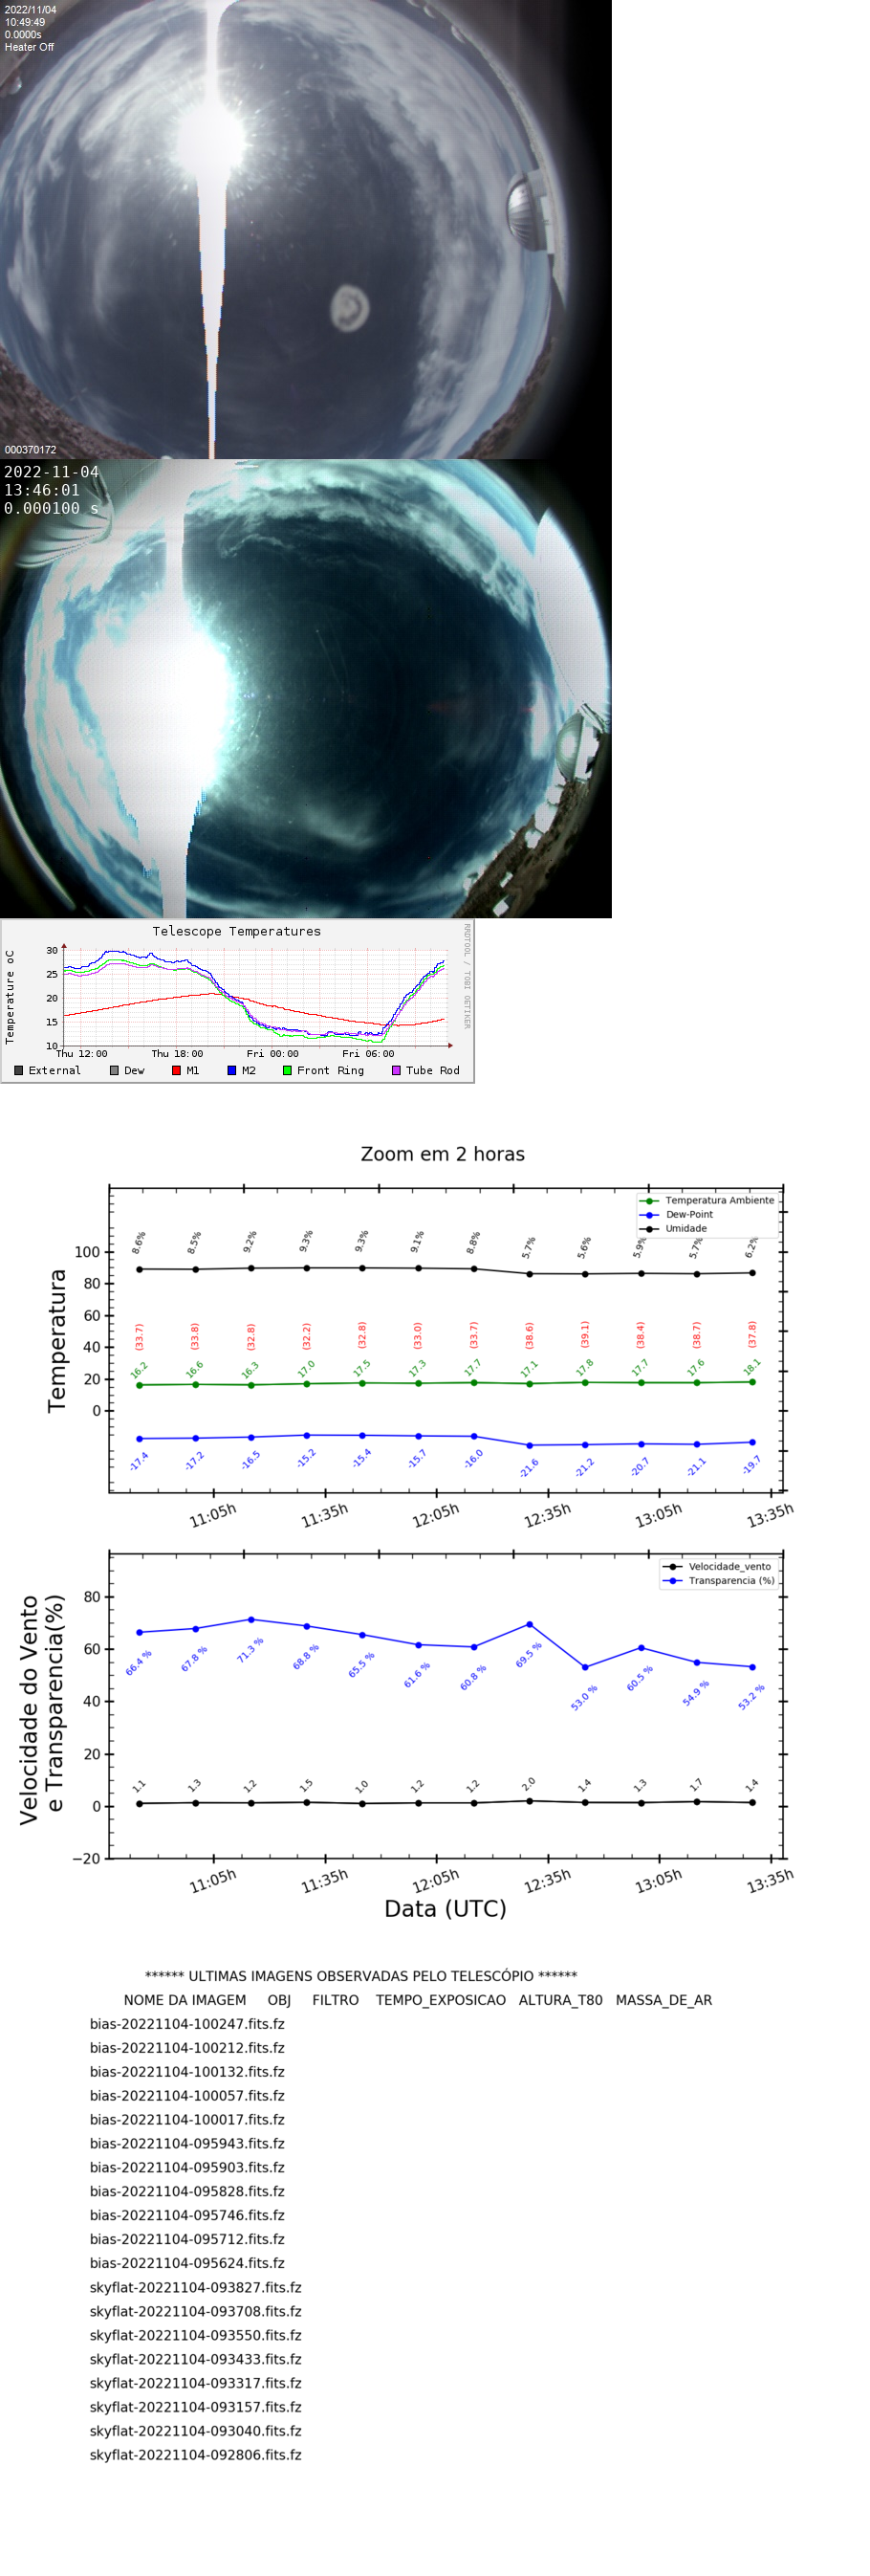 2022/11/04
10:49:49
0.0000s
Heater Off
000370172
2022-11-04
13:46:01
0.000100 s
Telescope Temperatures
RRDTOOL / TOBI OETIKER
Temperature oC
30
25
20
15
10
Thu 12:00 Thu 18:00 Fri 00:00 Fri 06:00
External Dew M1 M2 Front Ring Tube Rod
Zoom em 2 horas
Temperatura Ambiente
Dew-Point
Umidade
8.6% 8.5% 9.2% 9.3% 9.3% 9.1% 8.8% 5.7% 5.6% 5.9% 5.7% 6.2%
100
80
60
40
20
0
Temperatura
(33.7) (33.8) (32.8) (32.2) (32.8) (33.0) (33.7) (38.6) (39.1) (38.4) (38.7) (37.8)
16.2 16.6 16.3 17.0 17.5 17.3 17.7 17.1 17.8 17.7 17.6 18.1
-17.4 -17.2 -16.5 -15.2 -15.4 -15.7 -16.0 -21.6 -21.2 -20.7 -21.1 -19.7
11:05h 11:35h 12:05h 12:35h 13:05h 13:35h
Velocidade_vento
Transparencia (%)
Velocidade do Vento
e Transparencia(%)
80
60
40
20
0
−20
66.4 % 67.8 % 71.3 % 68.8 % 65.5 % 61.6 % 60.8 % 69.5 % 53.0 % 60.5 % 54.9 % 53.2 %
1.1 1.3 1.2 1.5 1.0 1.2 1.2 2.0 1.4 1.3 1.7 1.4
11:05h 11:35h 12:05h 12:35h 13:05h 13:35h
Data (UTC)
****** ULTIMAS IMAGENS OBSERVADAS PELO TELESCÓPIO ******
NOME DA IMAGEM OBJ FILTRO TEMPO_EXPOSICAO ALTURA_T80 MASSA_DE_AR
bias-20221104-100247.fits.fz
bias-20221104-100212.fits.fz
bias-20221104-100132.fits.fz
bias-20221104-100057.fits.fz
bias-20221104-100017.fits.fz
bias-20221104-095943.fits.fz
bias-20221104-095903.fits.fz
bias-20221104-095828.fits.fz
bias-20221104-095746.fits.fz
bias-20221104-095712.fits.fz
bias-20221104-095624.fits.fz
skyflat-20221104-093827.fits.fz
skyflat-20221104-093708.fits.fz
skyflat-20221104-093550.fits.fz
skyflat-20221104-093433.fits.fz
skyflat-20221104-093317.fits.fz
skyflat-20221104-093157.fits.fz
skyflat-20221104-093040.fits.fz
skyflat-20221104-092806.fits.fz